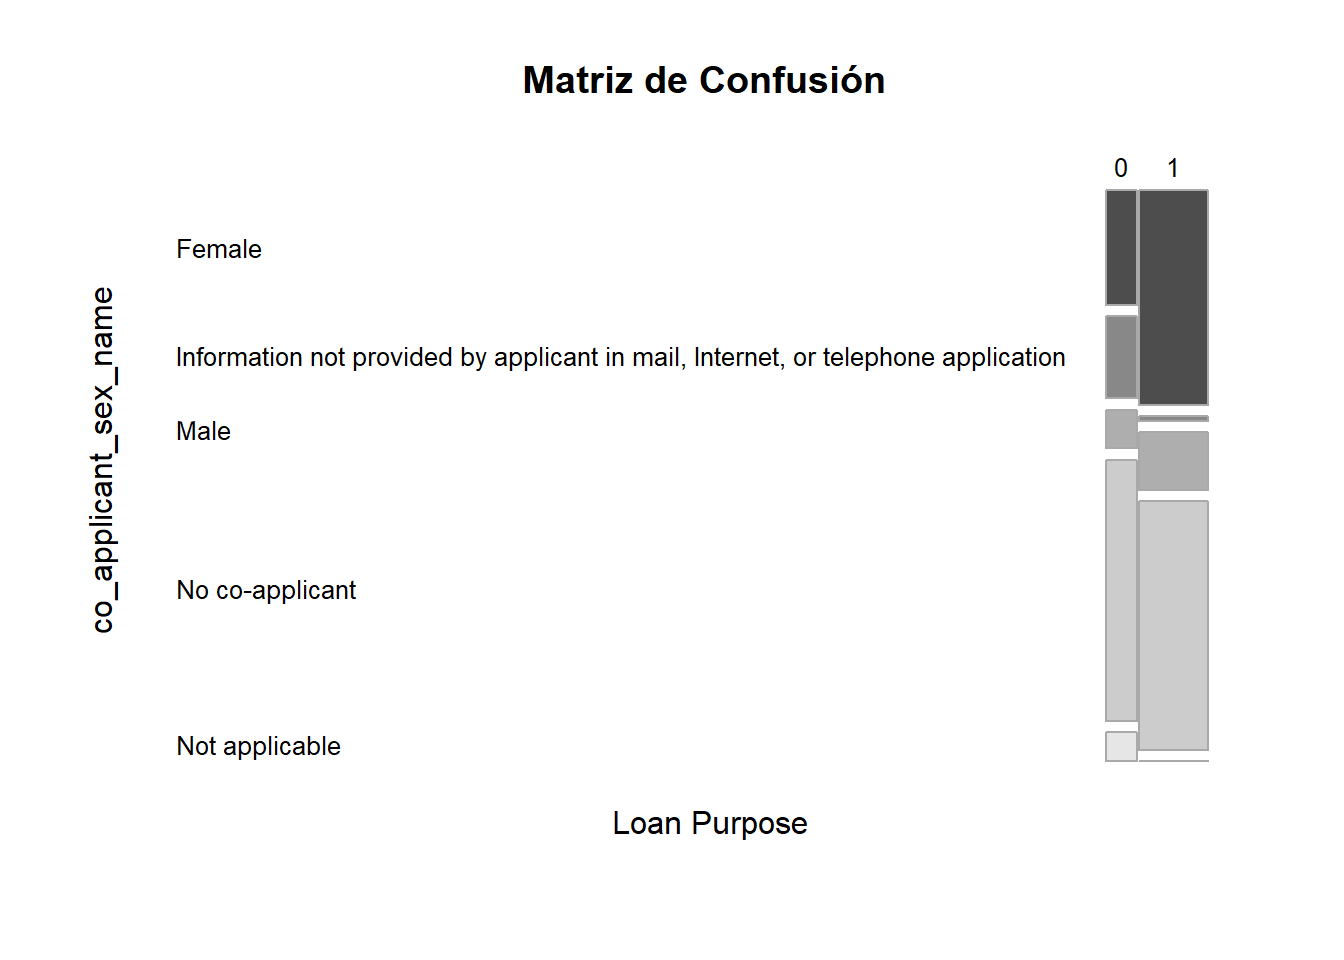 Matriz de Confusión
0 1
Female
Information not provided by applicant in mail, Internet, or telephone application
Male
No co-applicant
Not applicable
co_applicant_sex_name
Loan Purpose